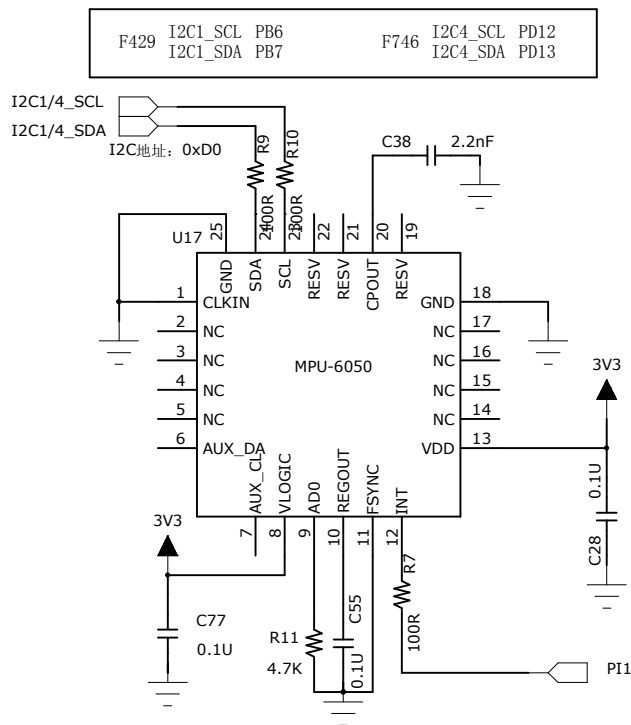 F429 I2C1_SCL PB6
I2C1_SDA PB7
F746 I2C4_SCL PD12
I2C4_SDA PD13
I2C1/4_SCL
I2C1/4_SDA
I2C地址：0xD0
R9
100R
R10
100R
C38 2.2nF
U17
25
24
23
22
21
20
19
GND
SDA
SCL
RESV
RESV
CPOUT
RESV
1 CLKIN
2 NC
3 NC
4 NC
5 NC
6 AUX_DA
MPU-6050
GND 18
NC 17
NC 16
NC 15
NC 14
VDD 13
3V3
0.1U
C28
AUX_CL
VLOGIC
AD0
REGOUT
FSYNC
INT
7
8
9
10
11
12
3V3
C77
0.1U
R11
4.7K
C55
0.1U
R7
100R
PI1